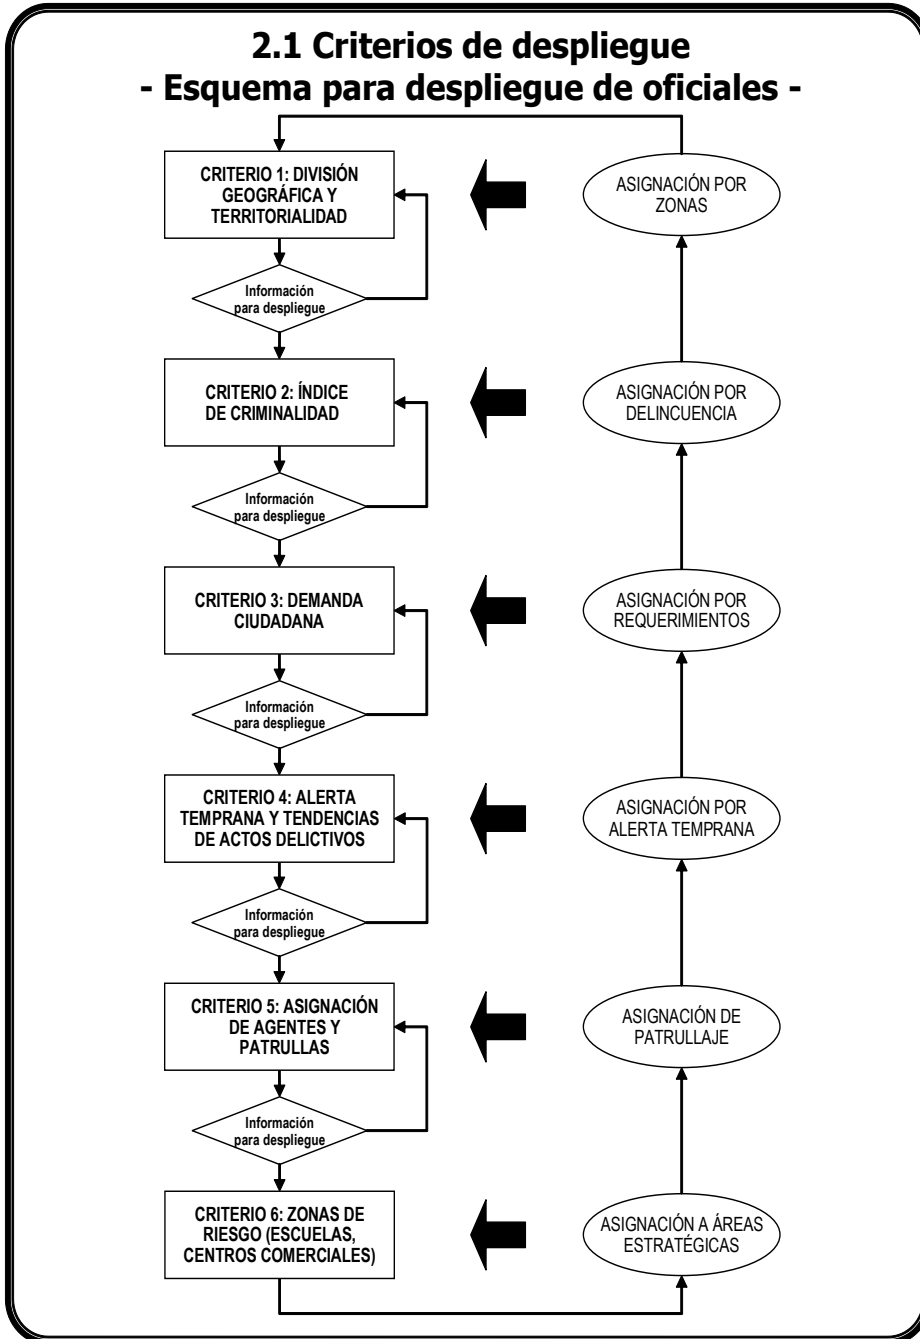 2.1 Criterios de despliegue
- Esquema para despliegue de oficiales -
CRITERIO 1: DIVISIÓN
GEOGRÁFICA Y
TERRITORIALIDAD
ASIGNACIÓN POR
ZONAS
Información
para despliegue
CRITERIO 2: ÍNDICE
DE CRIMINALIDAD
ASIGNACIÓN POR
DELINCUENCIA
Información
para despliegue
CRITERIO 3: DEMANDA
CIUDADANA
ASIGNACIÓN POR
REQUERIMIENTOS
Información
para despliegue
CRITERIO 4: ALERTA
TEMPRANA Y TENDENCIAS
DE ACTOS DELICTIVOS
ASIGNACIÓN POR
ALERTA TEMPRANA
Información
para despliegue
CRITERIO 5: ASIGNACIÓN
DE AGENTES Y
PATRULLAS
ASIGNACIÓN DE
PATRULLAJE
Información
para despliegue
CRITERIO 6: ZONAS DE
RIESGO (ESCUELAS,
CENTROS COMERCIALES)
ASIGNACIÓN A ÁREAS
ESTRATÉGICAS